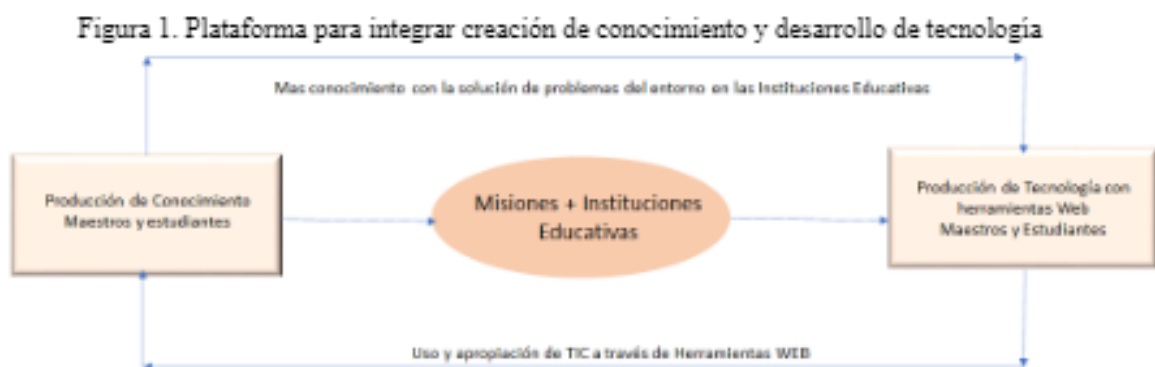 Figura 1. Plataforma para integrar creación de conocimiento y desarrollo de tecnología
Mas conocimiento con la solución de problemas del entorno en las Instituciones Educativas
Producción de Conocimiento
Maestros y estudiantes
Misiones + Instituciones
Educativas
Producción de Tecnología con
herramientas Web
Maestros y Estudiantes
Uso y apropiación de TIC a través de Herramientas WEB